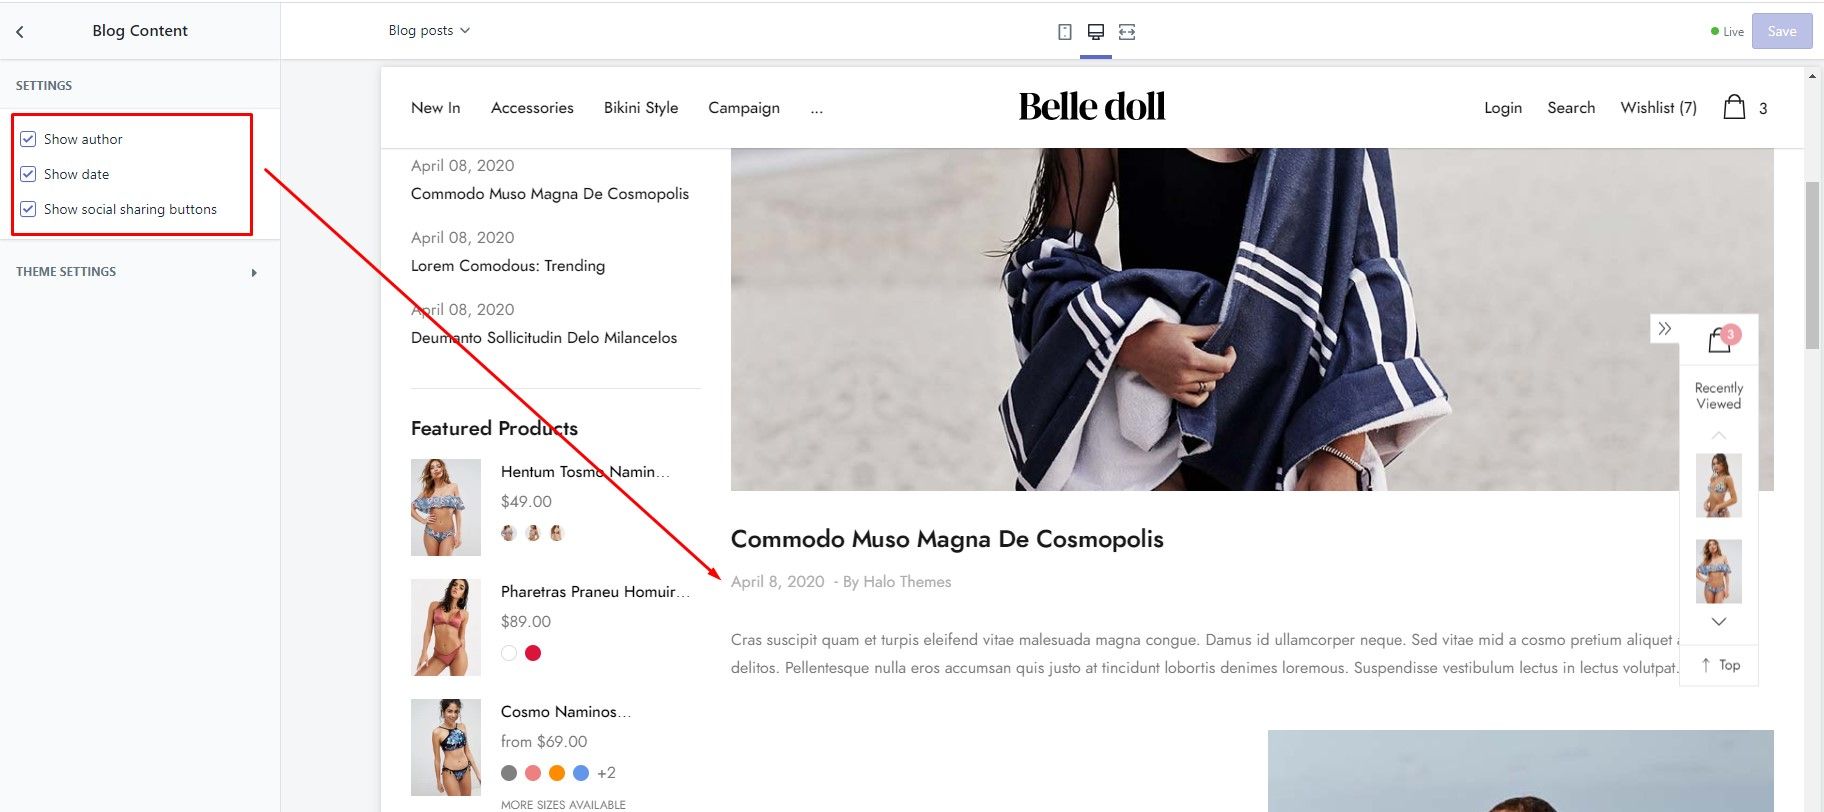 Blog Content
Blog posts
Live
Save
SETTINGS
Show author
Show date
Show social sharing buttons
THEME SETTINGS
New In
Accessories
Bikini Style
Campaign
...
Belle doll
Login
Search
Wishlist (7)
3
April 08, 2020
Commodo Muso Magna De Cosmopolis
April 08, 2020
Lorem Comodous: Trending
April 08, 2020
Deumanto Sollicitudin Delo Milancelos
Featured Products
Hentum Tosmo Namin...
$49.00
Pharetras Praneu Homuir...
$89.00
Cosmo Naminos...
from $69.00
+2
MORE SIZES AVAILABLE
Commodo Muso Magna De Cosmopolis
April 8, 2020 - By Halo Themes
Cras suscipit quam et turpis eleifend vitae malesuada magna congue. Damus id ullamcorper neque. Sed vitae mid a cosmo pretium aliquet
delitos. Pellentesque nulla eros accumsan quis justo at tincidunt lobortis denimes loremous. Suspendisse vestibulum lectus in lectus volutpat.
3
Recently
Viewed
Top